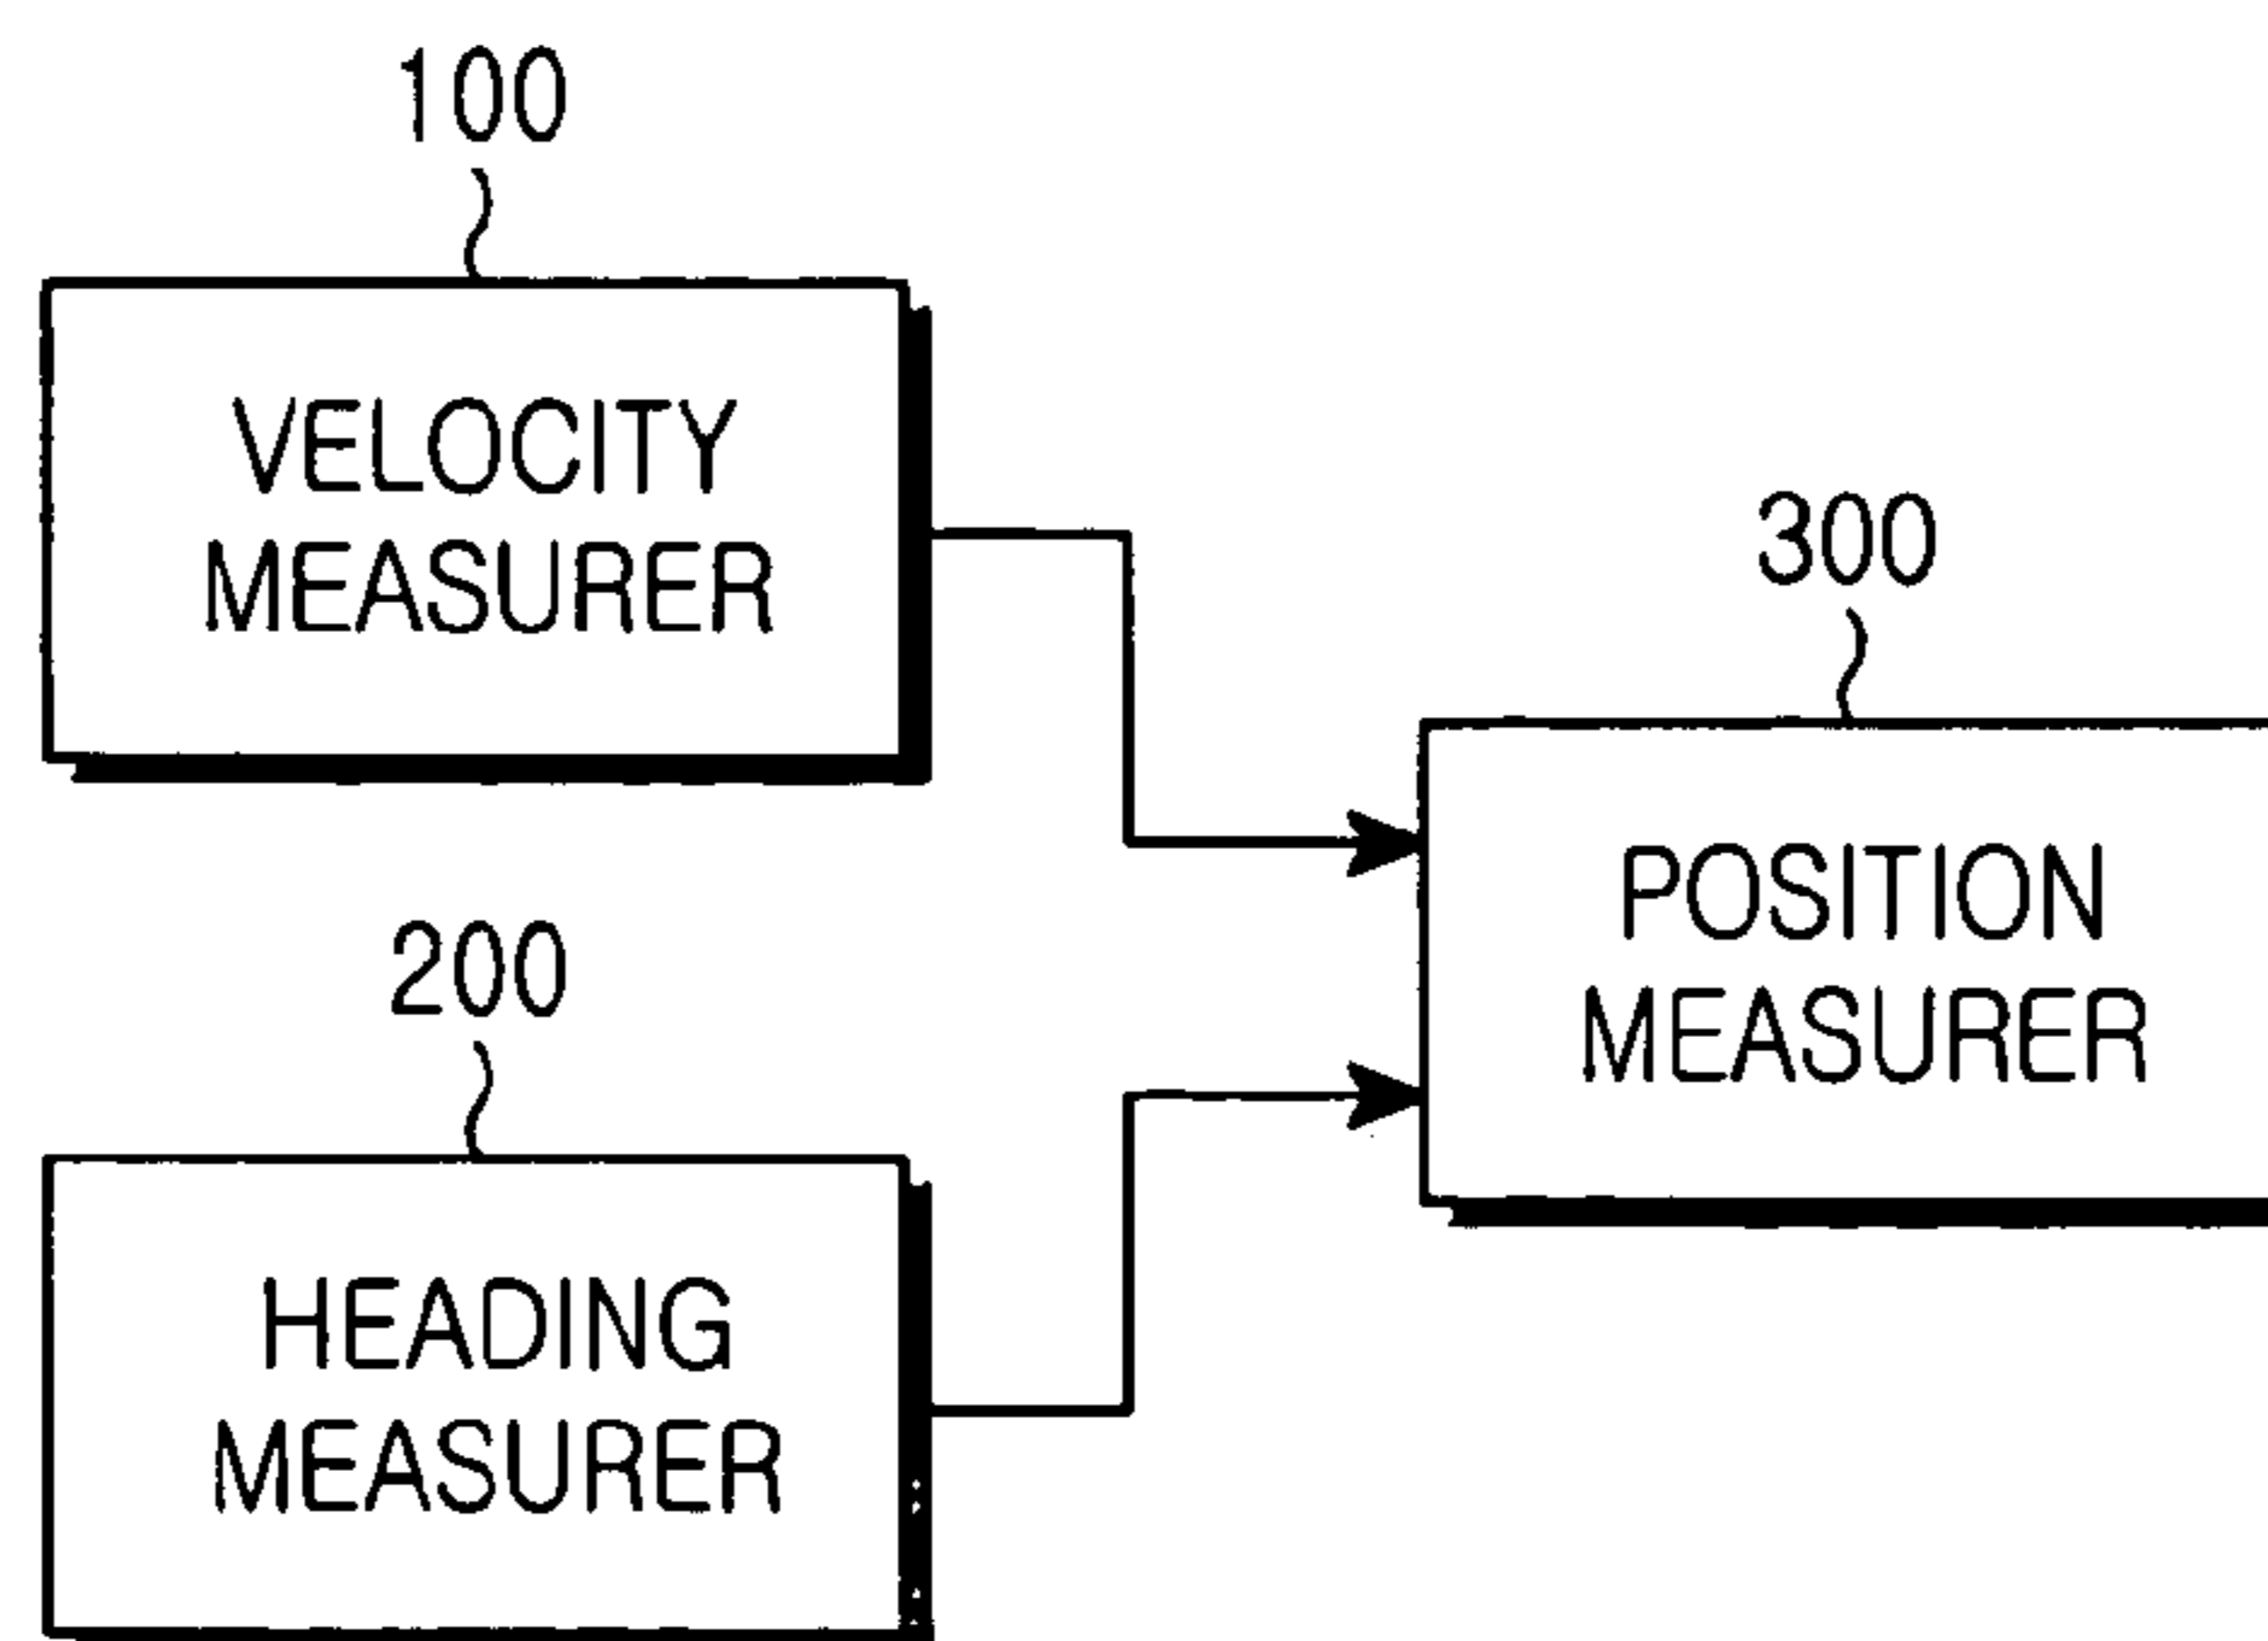 100
VELOCITY
MEASURER
300
POSITION
MEASURER
200
HEADING
MEASURER